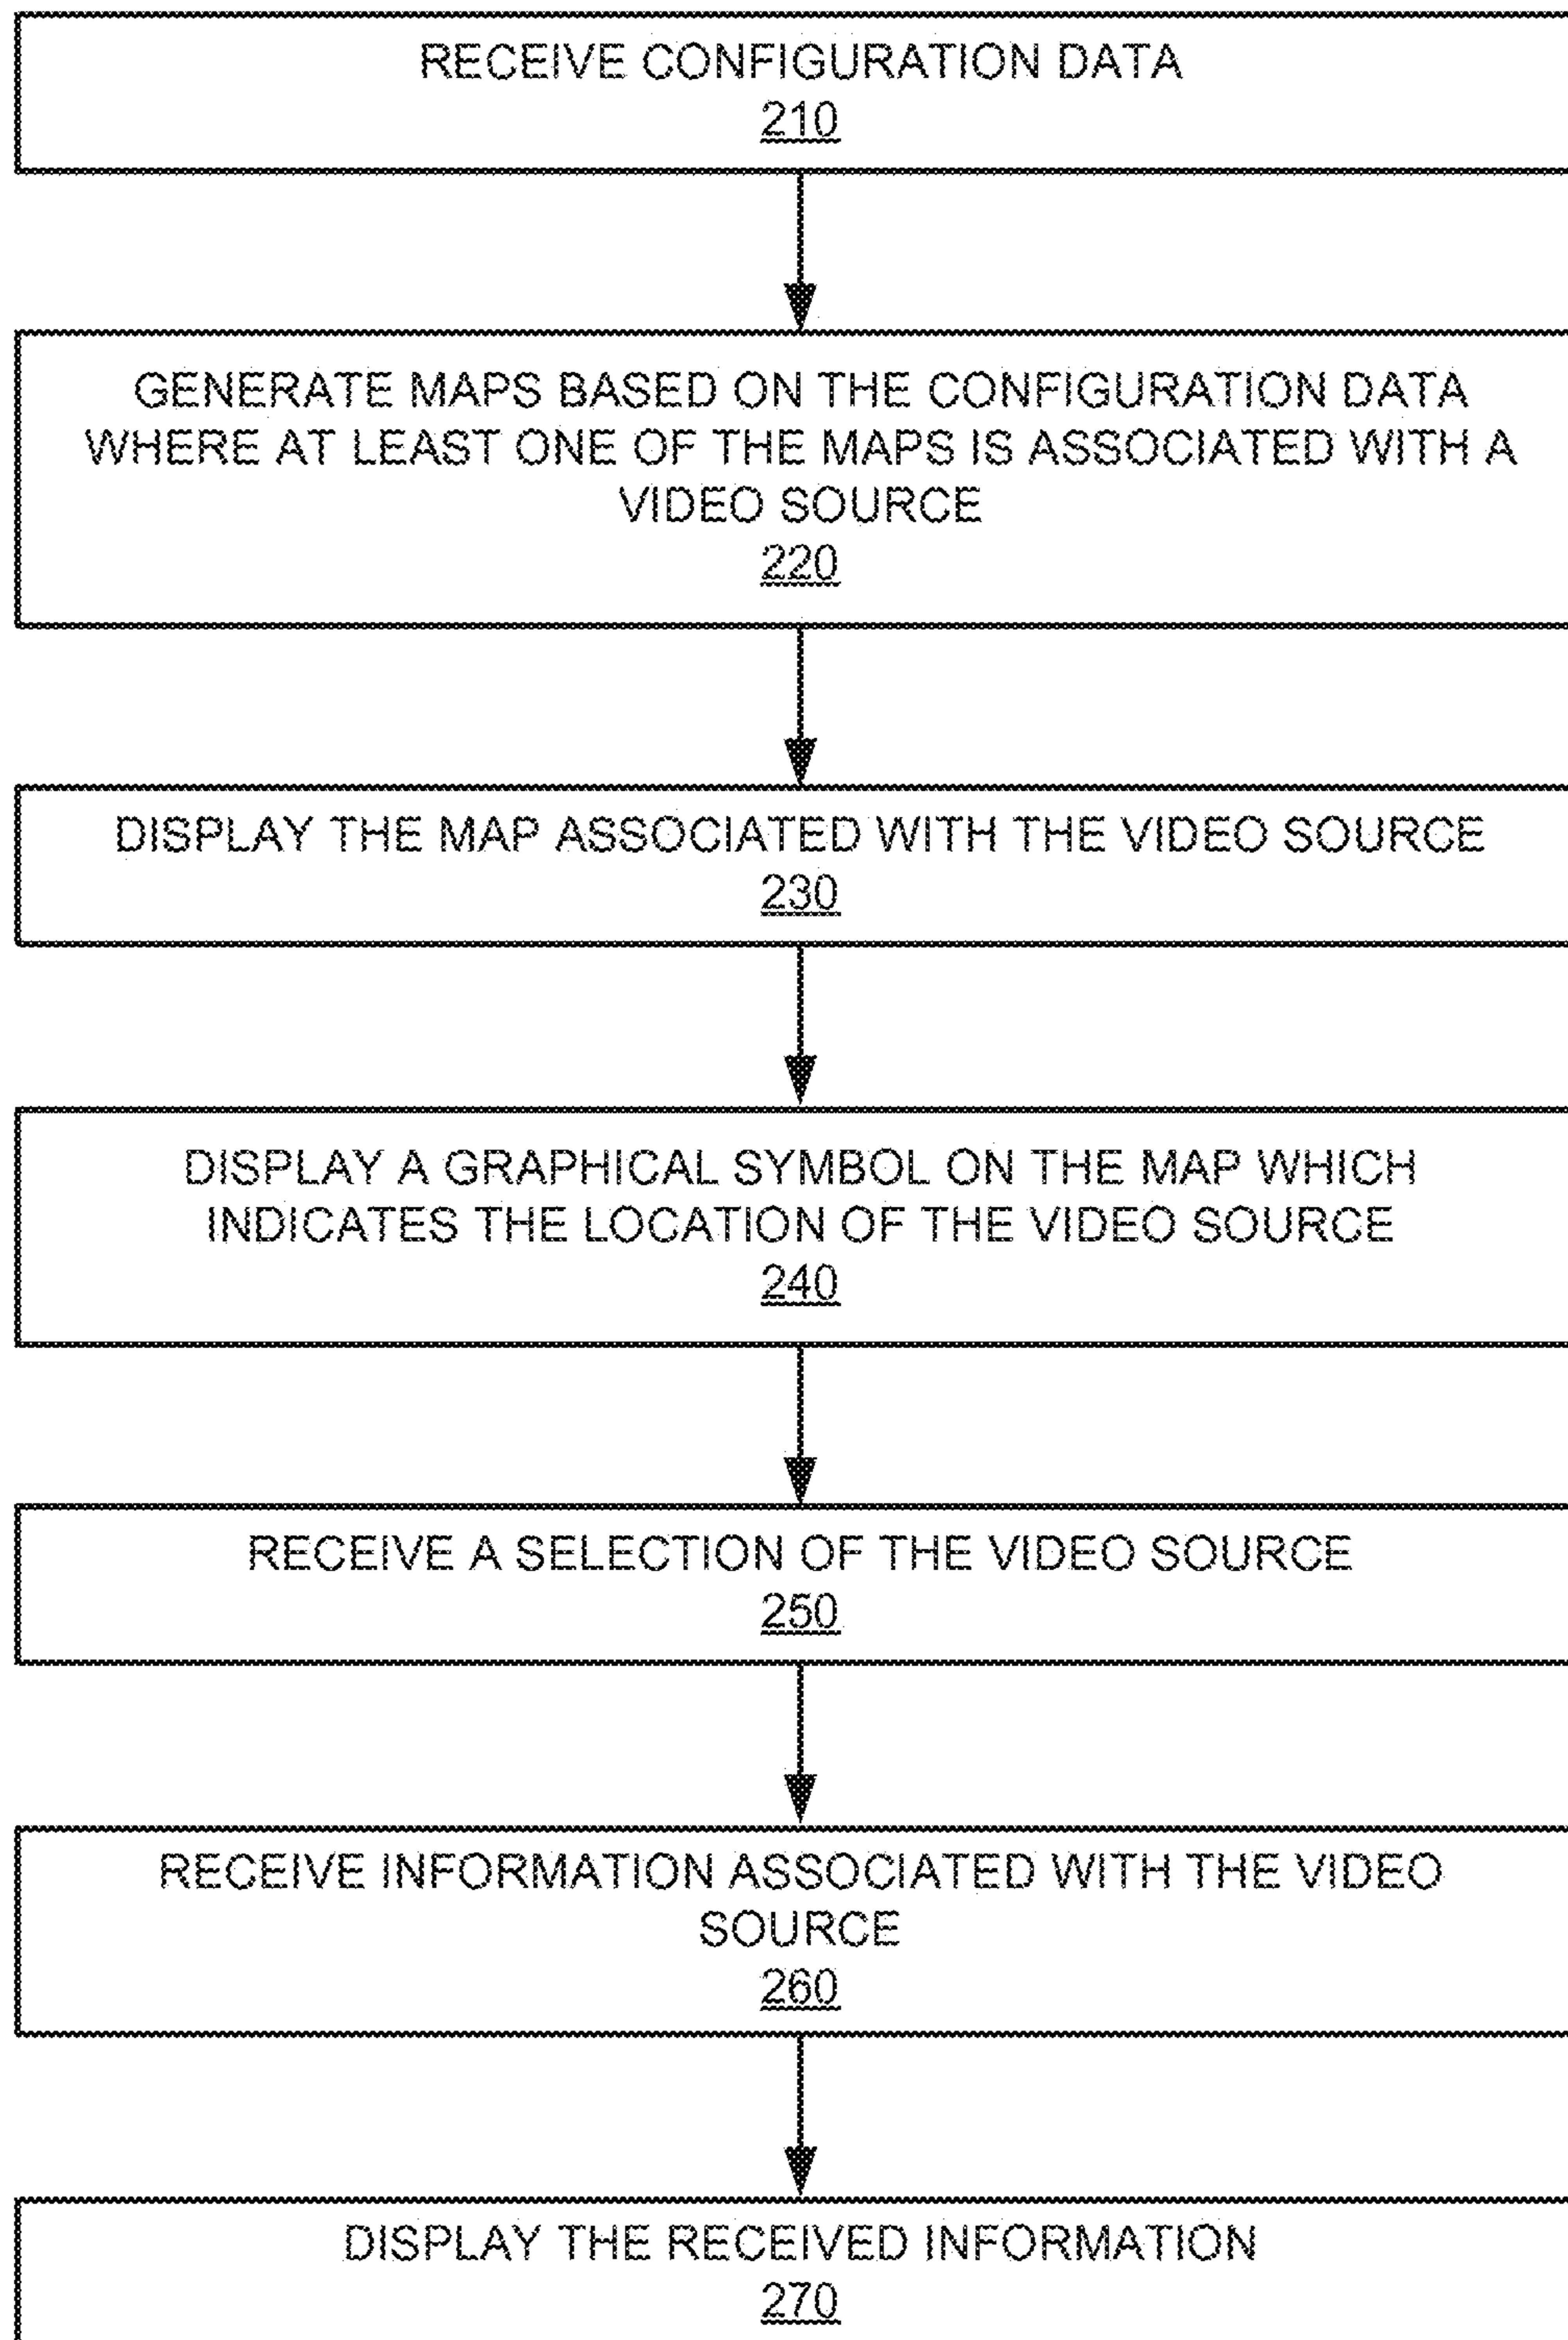 RECEIVE CONFIGURATION DATA
210
GENERATE MAPS BASED ON THE CONFIGURATION DATA
WHERE AT LEAST ONE OF THE MAPS IS ASSOCIATED WITH A
VIDEO SOURCE
220
DISPLAY THE MAP ASSOCIATED WITH THE VIDEO SOURCE
230
DISPLAY A GRAPHICAL SYMBOL ON THE MAP WHICH
INDICATES THE LOCATION OF THE VIDEO SOURCE
240
RECEIVE A SELECTION OF THE VIDEO SOURCE
250
RECEIVE INFORMATION ASSOCIATED WITH THE VIDEO
SOURCE
260
DISPLAY THE RECEIVED INFORMATION
270